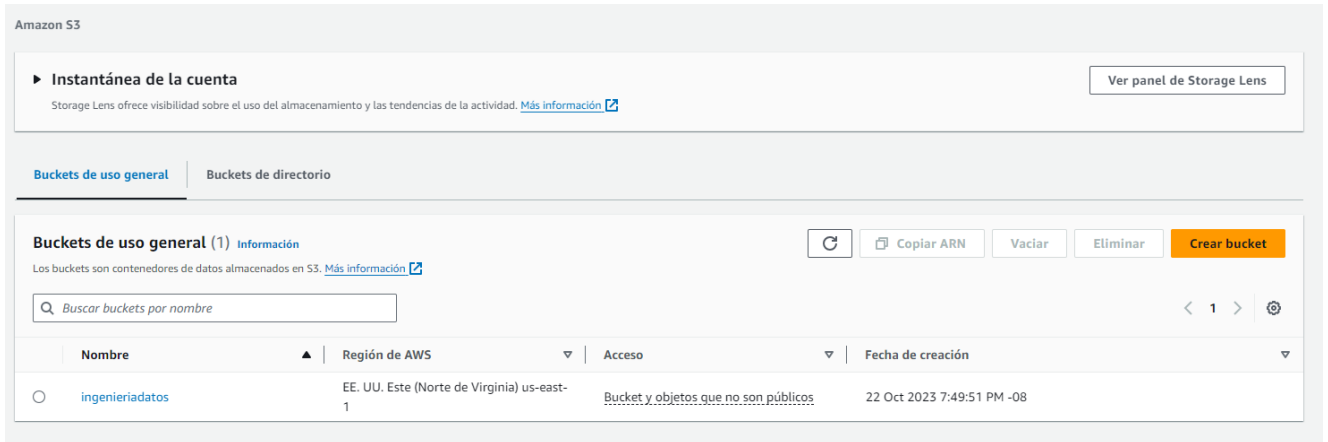 Amazon S3
Instantánea de la cuenta
Ver panel de Storage Lens
Storage Lens ofrece visibilidad sobre el uso del almacenamiento y las tendencias de la actividad. Más información
Buckets de uso general
Buckets de directorio
Buckets de uso general (1) Información
Copiar ARN
Vaciar
Eliminar
Crear bucket
Los buckets son contenedores de datos almacenados en S3. Más información
Buscar buckets por nombre
1
Nombre
Región de AWS
Acceso
Fecha de creación
ingenieriadatos
EE. UU. Este (Norte de Virginia) us-east-
1
Bucket y objetos que no son públicos
22 Oct 2023 7:49:51 PM -08